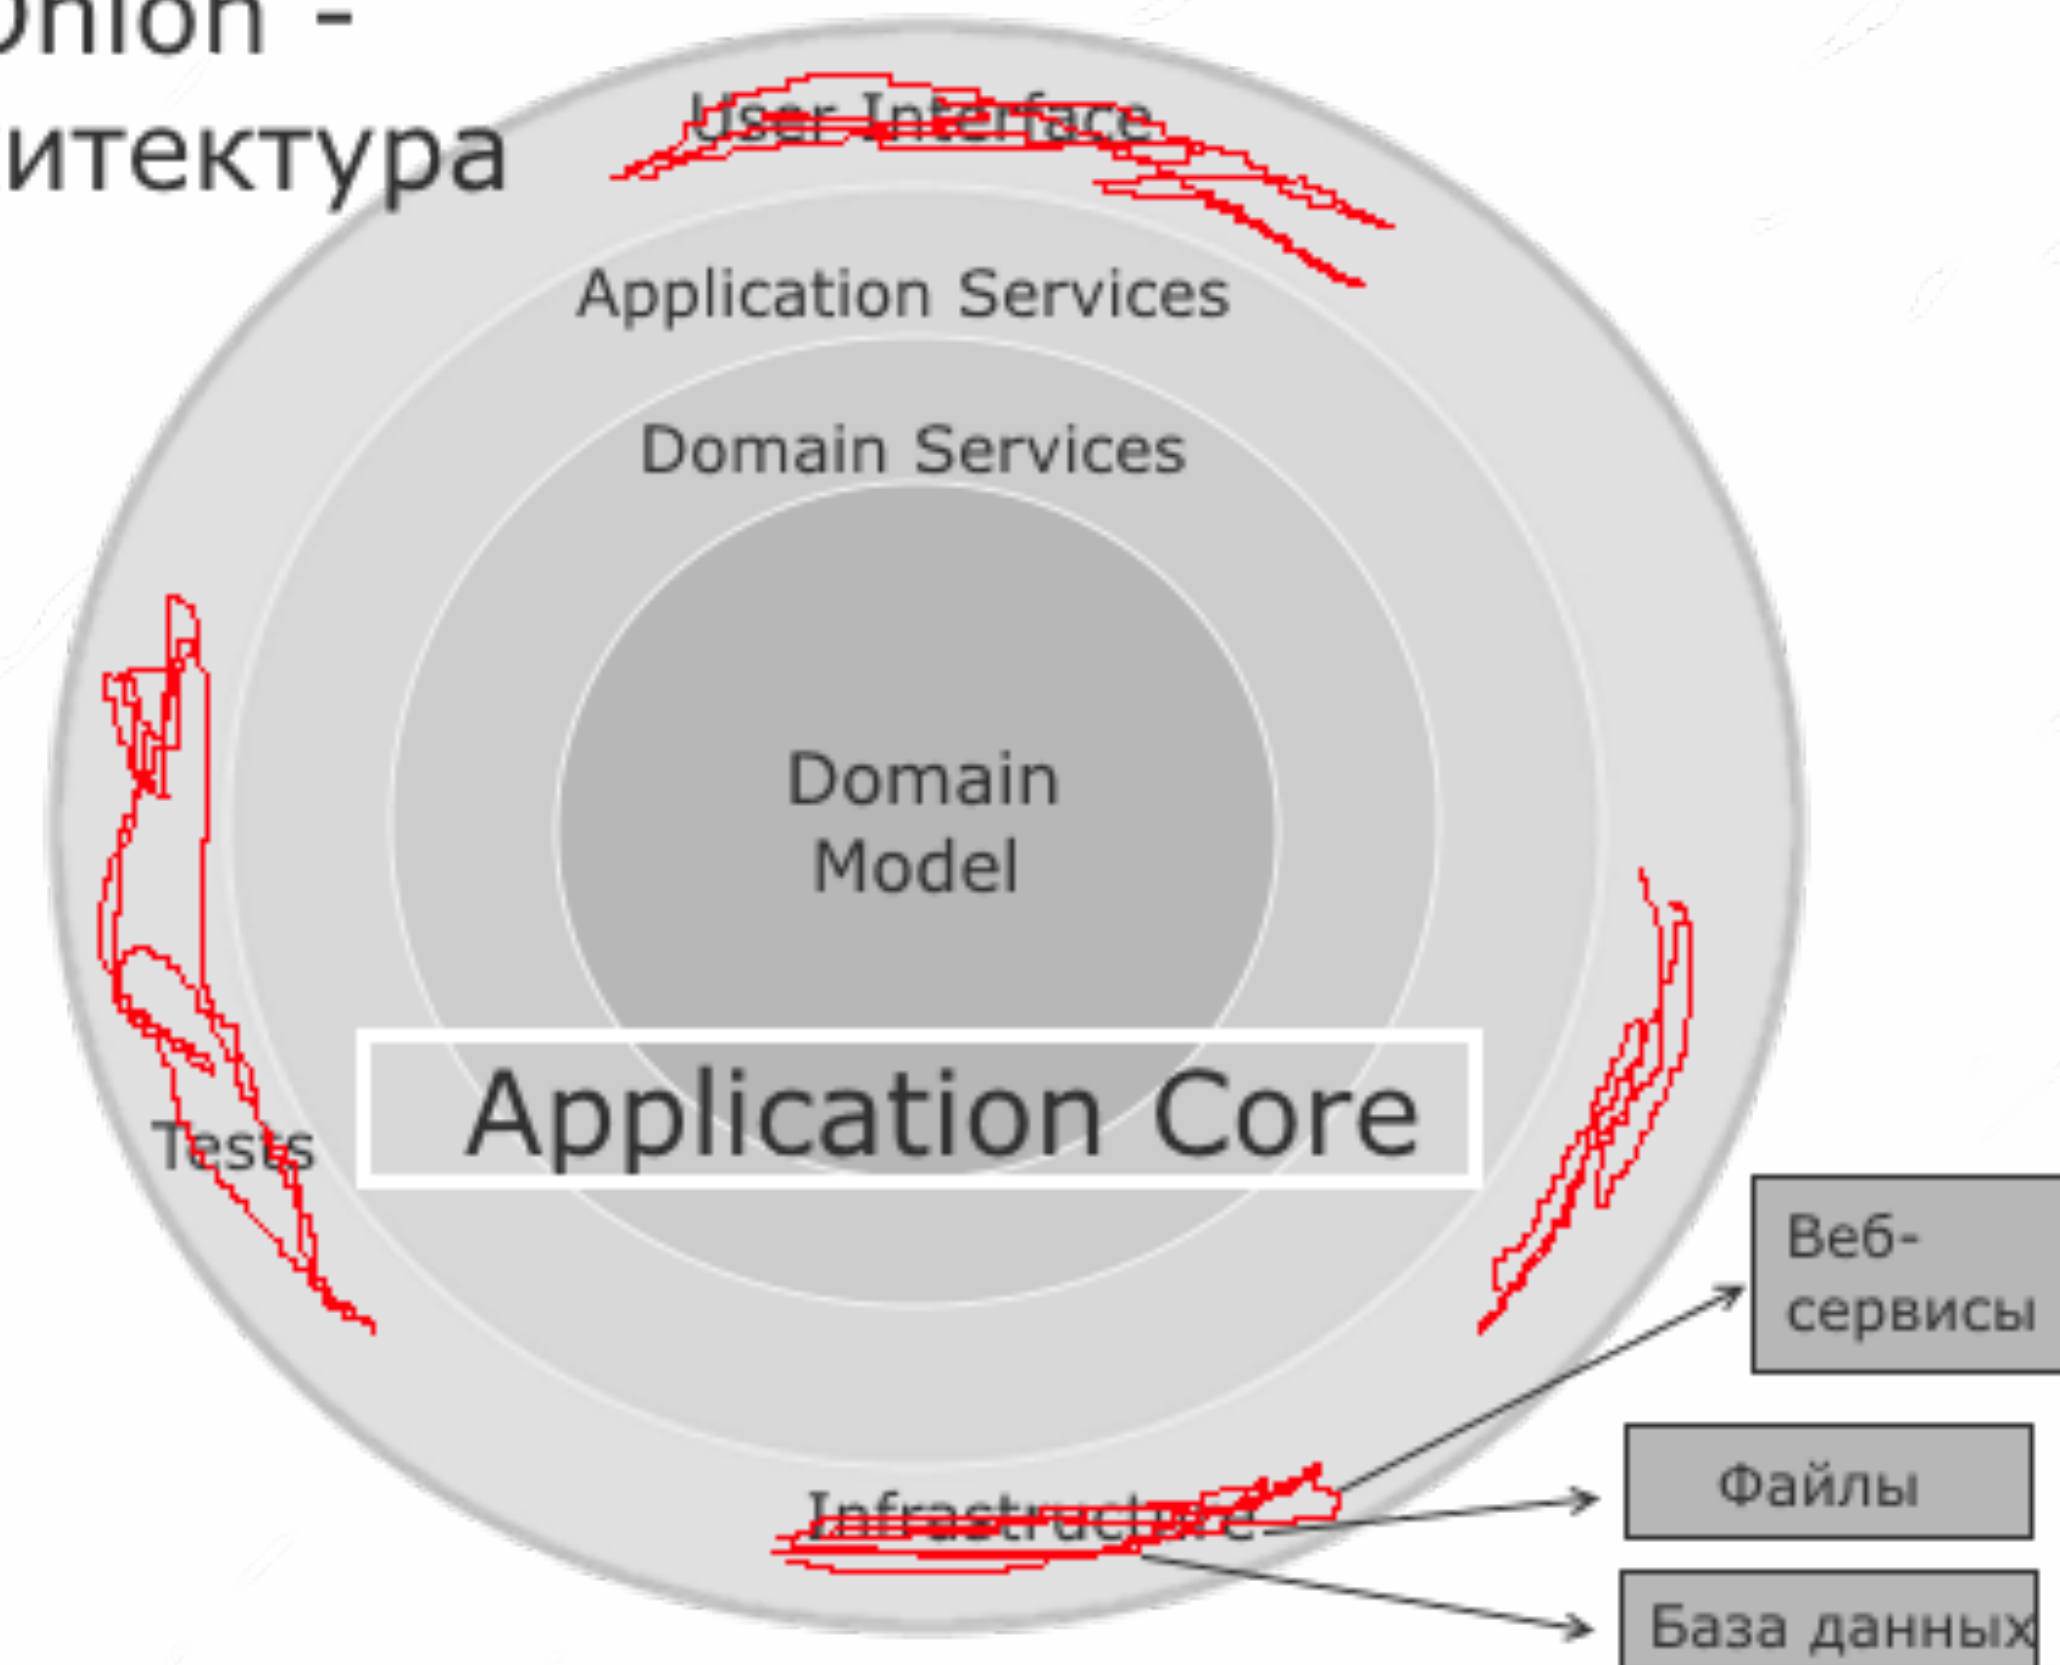 Onion -
итектура
User Interface
Application Services
Domain Services
Domain
Model
Application Core
Tests
Infrastructure
Веб-
сервисы
Файлы
База данных